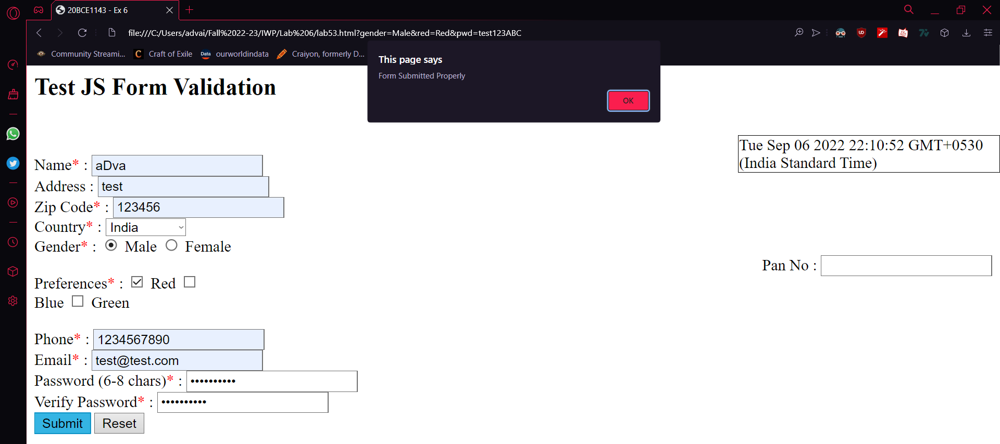 20BCE1143 - Ex 6
file:///C:/Users/advai/Fall%2022-23/IWP/Lab%206/lab53.html?gender=Male&red=Red&pwd=test123ABC
Community Streami... C Craft of Exile Data ourworldindata Craiyon, formerly D...
This page says
Form Submitted Properly
OK
Test JS Form Validation
Tue Sep 06 2022 22:10:52 GMT+0530
(India Standard Time)
Name* : aDva
Address : test
Zip Code* : 123456
Country* : India
Gender* : Male Female
Pan No :
Preferences* : Red
Blue Green
Phone* : 1234567890
Email* : test@test.com
Password (6-8 chars)* : ••••••••••
Verify Password* : ••••••••••
Submit Reset